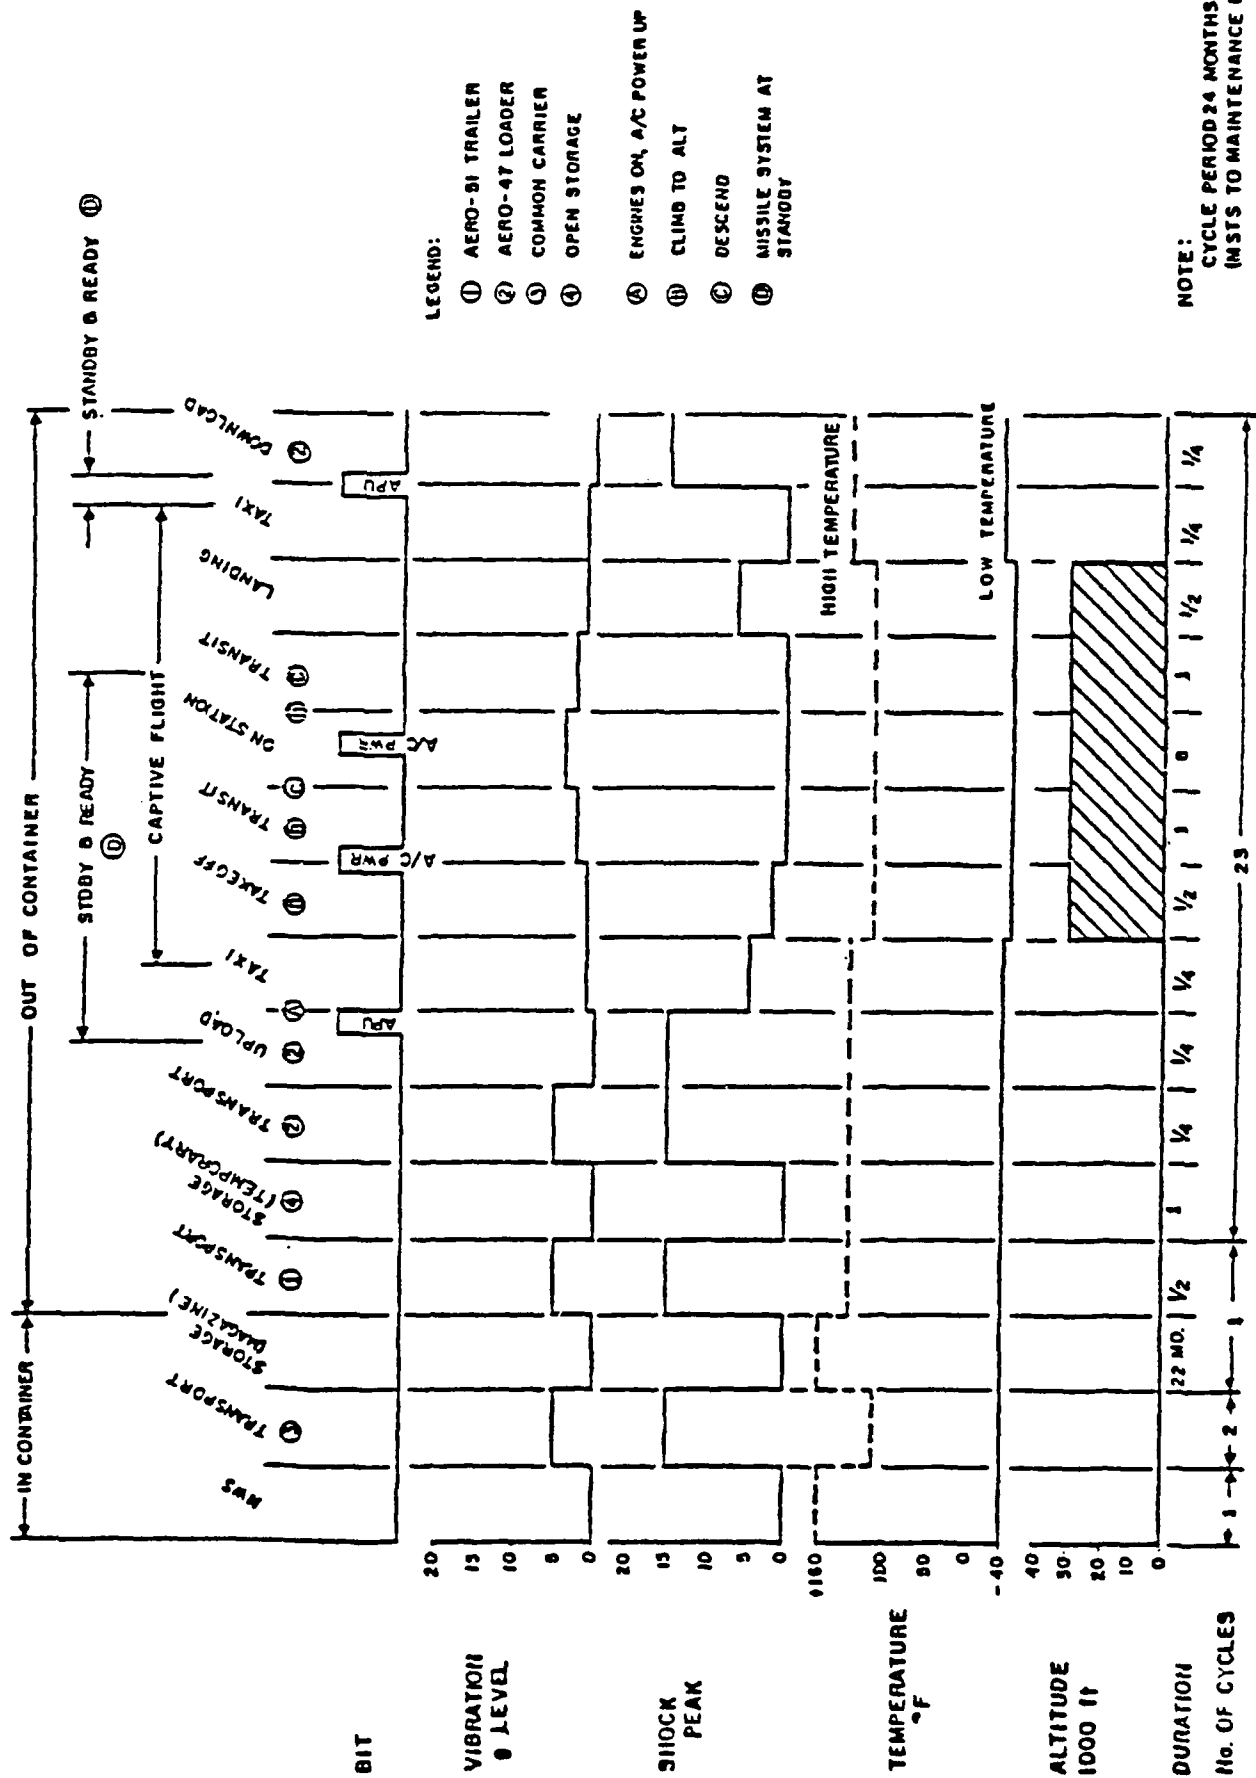 IN CONTAINER
OUT OF CONTAINER
STDBY & READY
Ⓓ
STANDBY & READY Ⓓ
CAPTIVE FLIGHT
NWS
TRANSPORT
③
STORAGE
(MAGAZINE)
TRANSPORT
①
STORAGE
(TEMPORARY)
④
TRANSPORT
②
UPLOAD
②
Ⓐ
TAXI
TAKEOFF
Ⓑ
TRANSIT
Ⓑ
Ⓒ
ON STATION
Ⓑ
TRANSIT
Ⓒ
LANDING
TAXI
DOWNLOAD
②
BIT
APU
A/C PWR
A/C PWR
APU
VIBRATION
g LEVEL
20
15
10
5
0
SHOCK
PEAK
20
15
10
5
0
TEMPERATURE
°F
+160
100
50
0
-40
HIGH TEMPERATURE
LOW TEMPERATURE
ALTITUDE
1000 ft
40
30
20
10
0
DURATION
22 MO.
1/2
1
1/4
1/4
1/4
1/2
1
1
1/2
1/4
1/4
No. OF CYCLES
1
2
1
23
LEGEND:
① AERO-51 TRAILER
② AERO-47 LOADER
③ COMMON CARRIER
④ OPEN STORAGE
Ⓐ ENGINES ON, A/C POWER UP
Ⓑ CLIMB TO ALT
Ⓒ DESCEND
Ⓓ MISSILE SYSTEM AT
STANDBY
NOTE:
CYCLE PERIOD 24 MONTHS
(NSTS TO MAINTENANCE